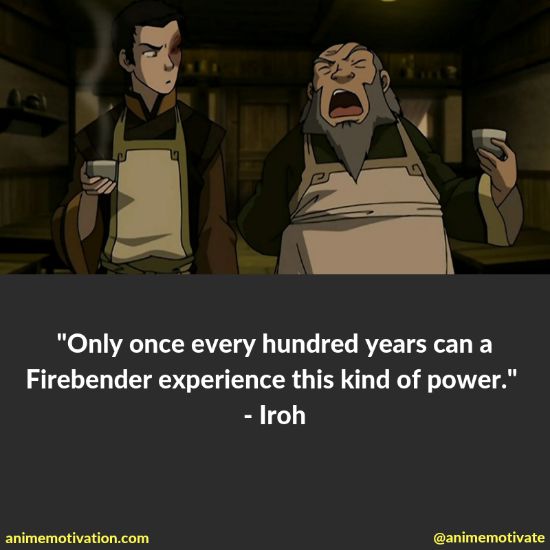 "Only once every hundred years can a
Firebender experience this kind of power."
- Iroh
animemotivation.com
@animemotivate